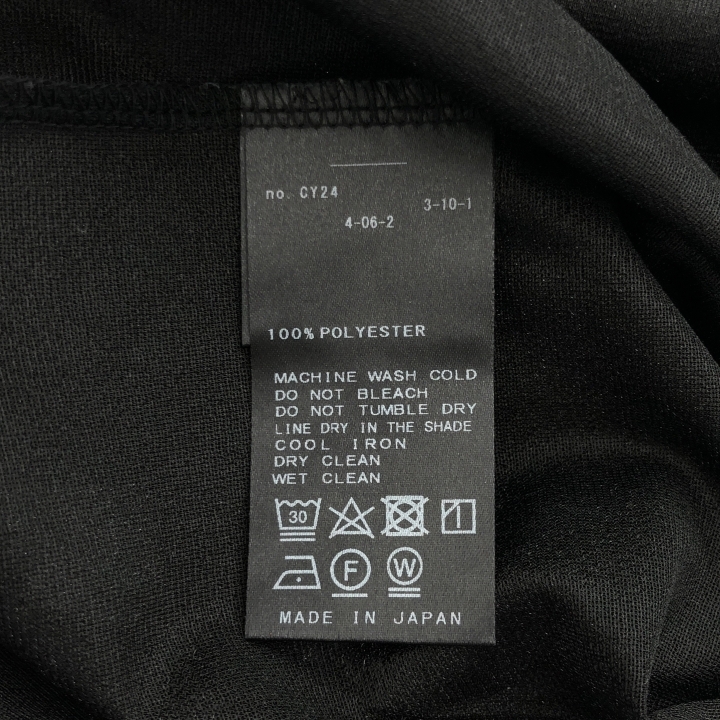 no. CY24
3-10-1
4-06-2
100% POLYESTER
MACHINE WASH COLD
DO NOT BLEACH
DO NOT TUMBLE DRY
LINE DRY IN THE SHADE
COOL IRON
DRY CLEAN
WET CLEAN
30
F W
MADE IN JAPAN